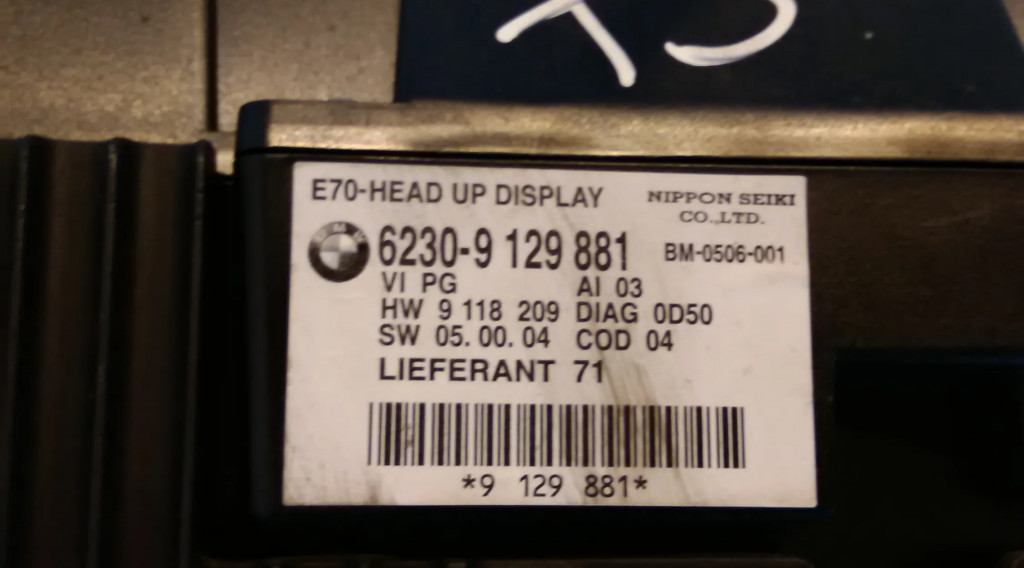 E70-HEAD UP DISPLAY
NIPPON SEIKI
CO.,LTD.
6230-9 129 881
BM-0506-001
VI PG AI 03
HW 9 118 209 DIAG 0D50
SW 05.00.04 COD 04
LIEFERANT 71
*9 129 881*